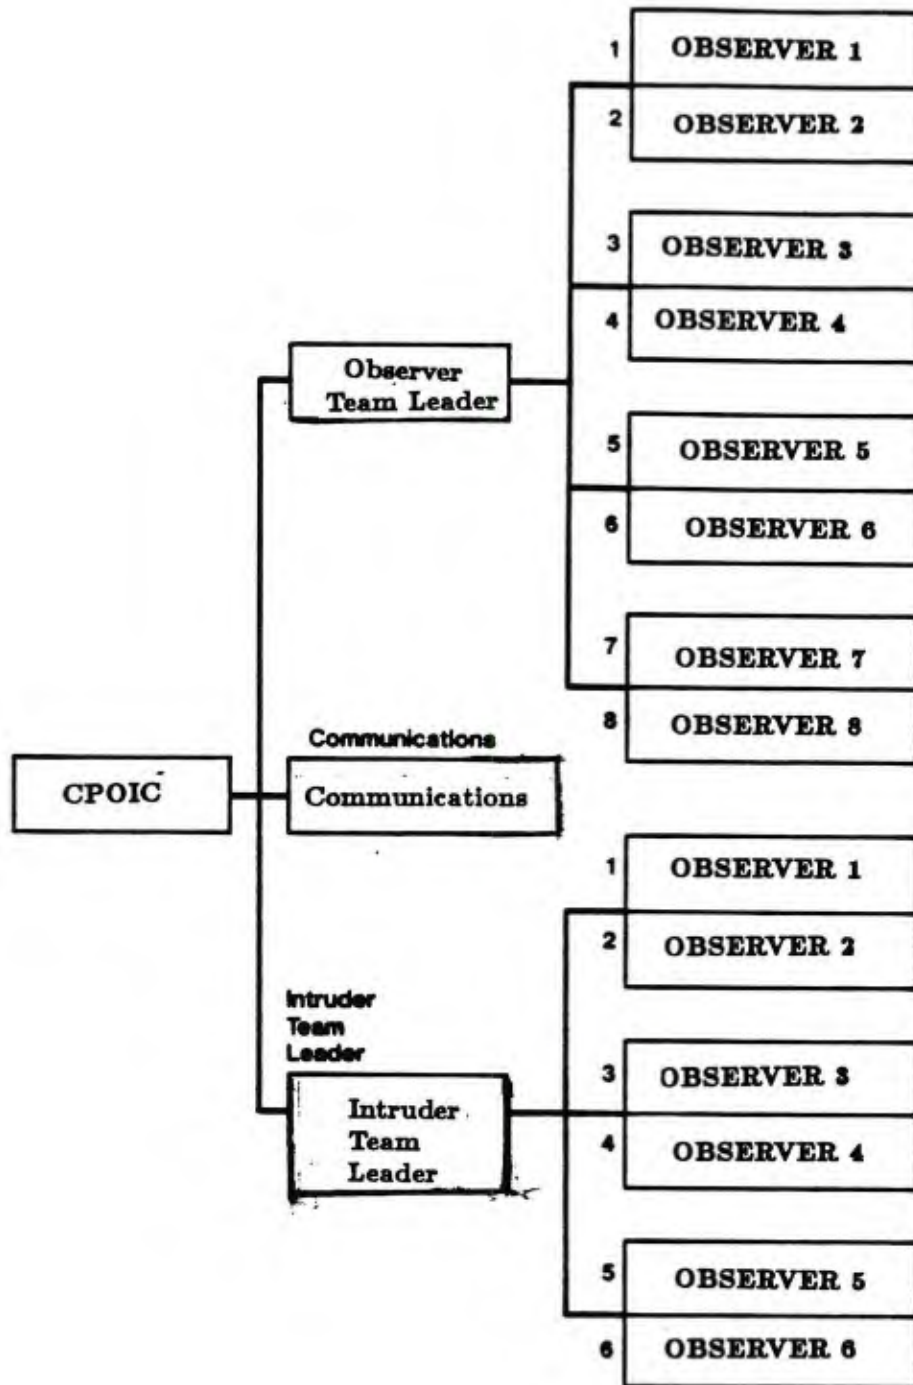 1 OBSERVER 1
2 OBSERVER 2
3 OBSERVER 3
4 OBSERVER 4
Observer
Team Leader
5 OBSERVER 5
6 OBSERVER 6
7 OBSERVER 7
8 OBSERVER 8
Communications
CPOIC
Communications
1 OBSERVER 1
2 OBSERVER 2
Intruder
Team
Leader
3 OBSERVER 3
Intruder
Team
Leader
4 OBSERVER 4
5 OBSERVER 5
6 OBSERVER 6